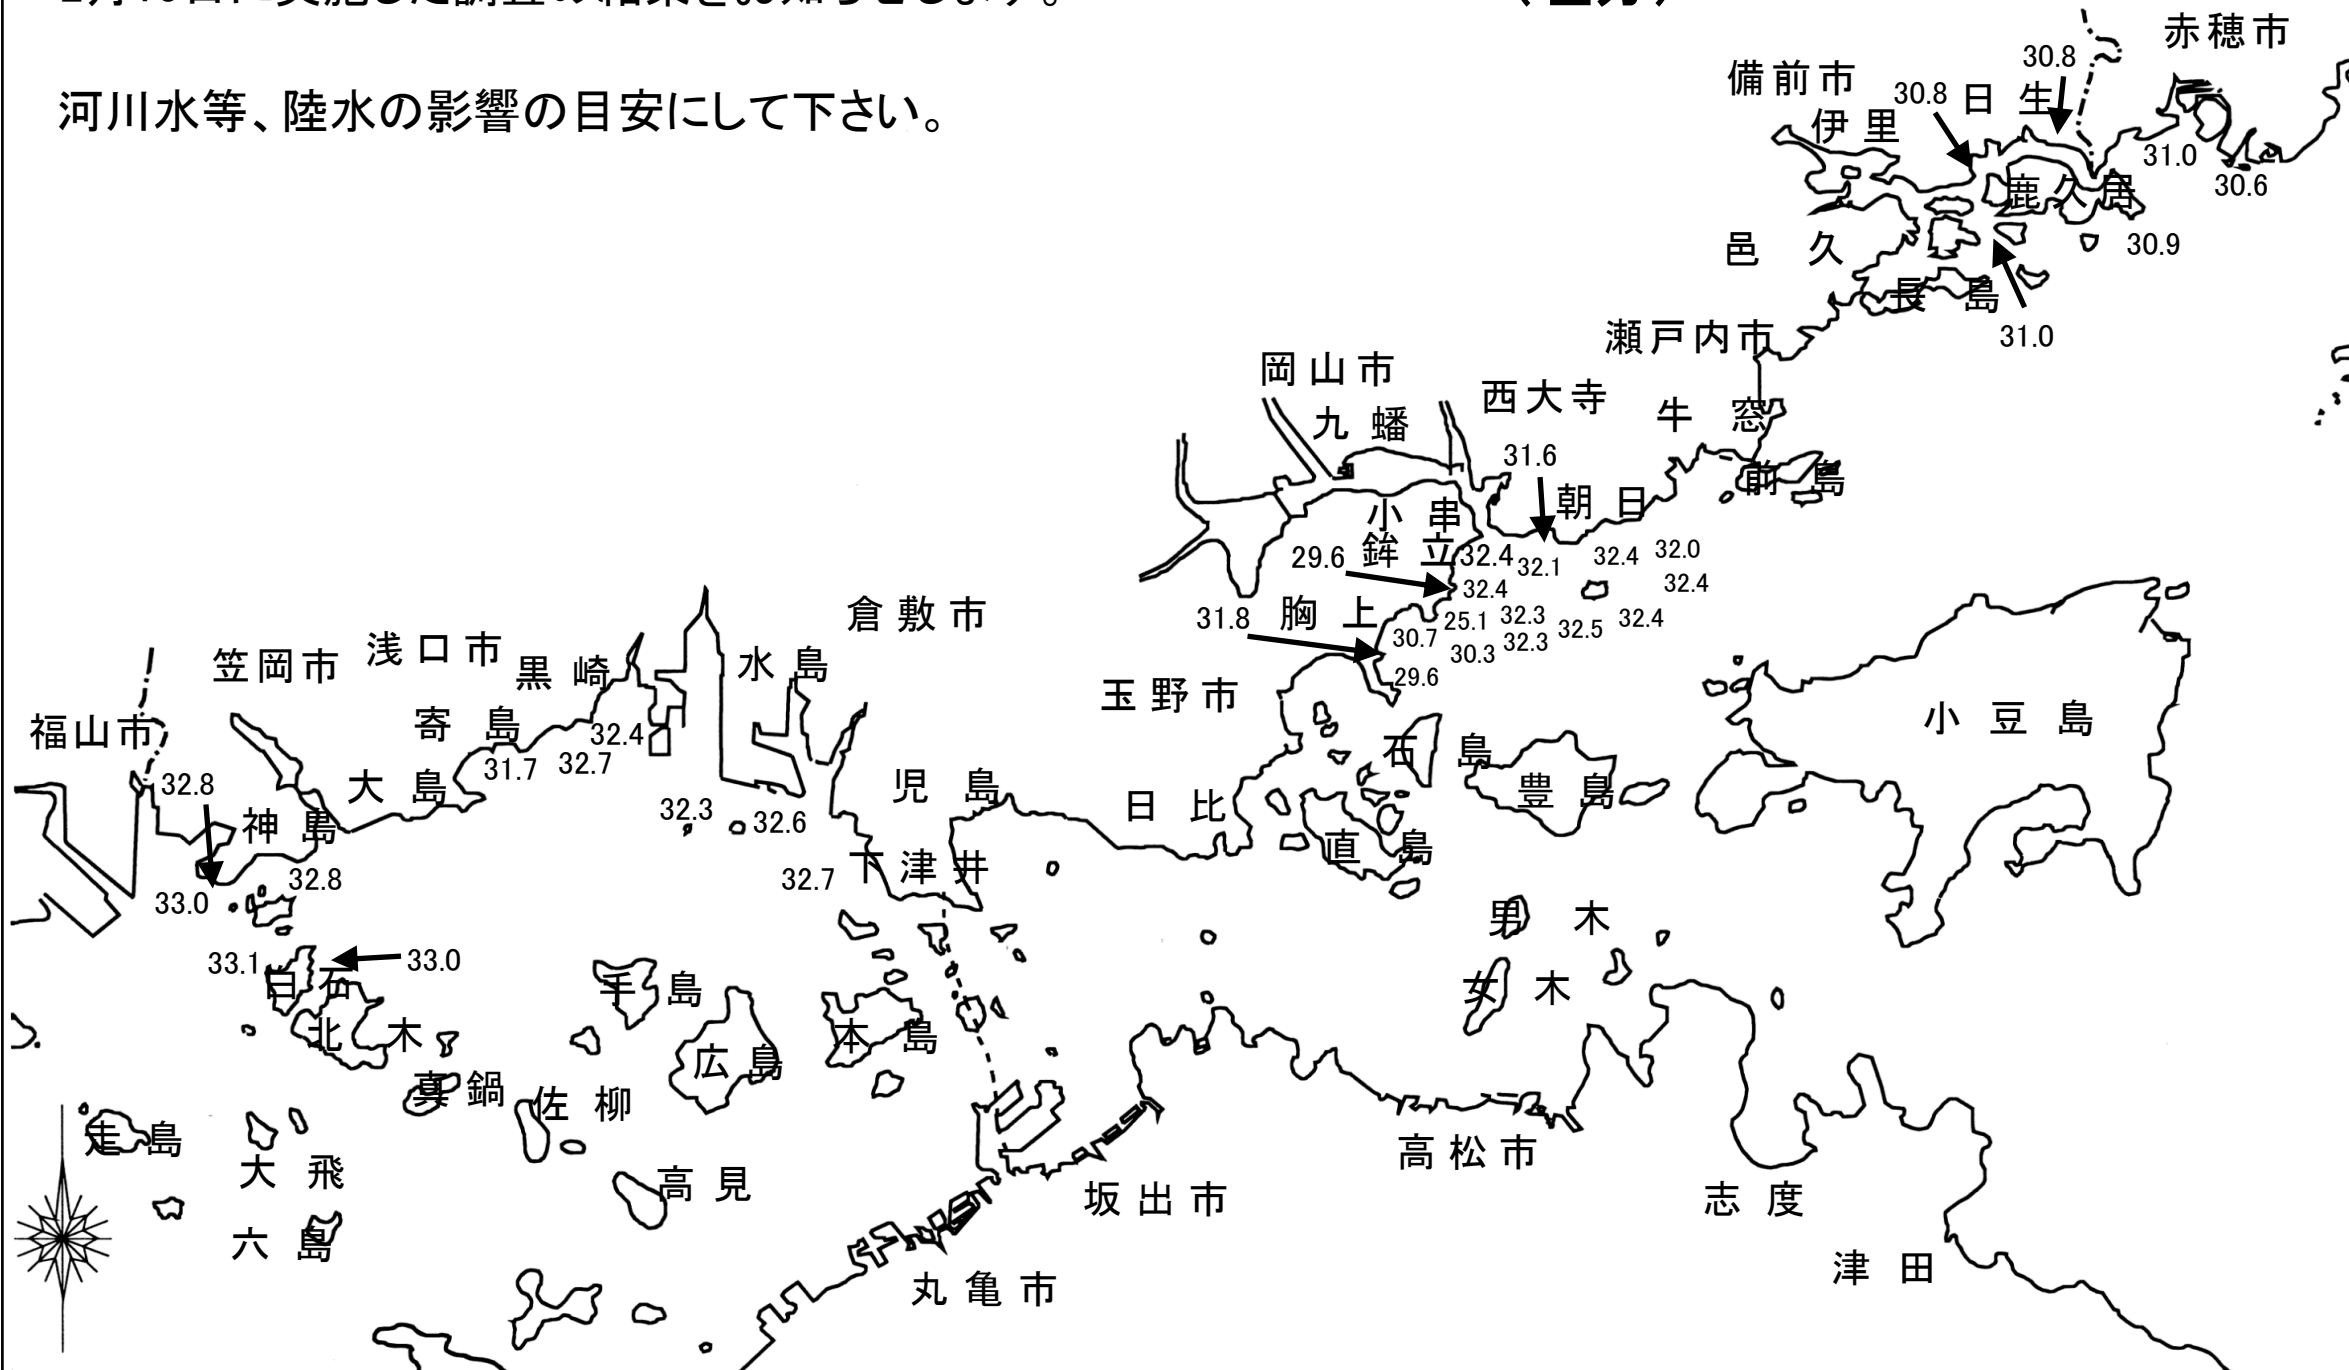 河川水等、陸水の影響の目安にして下さい。
赤穂市
備前市
30.8
30.8
日生
伊里
31.0
30.6
鹿久居
邑久
30.9
長島
31.0
瀬戸内市
岡山市
西大寺
牛窓
九蟠
31.6
前島
朝日
小串
鉾立
29.6
32.4
32.1
32.4
32.0
32.4
32.4
31.8
胸上
25.1
32.3
32.4
30.7
32.3
32.5
30.3
29.6
倉敷市
水島
浅口市
笠岡市
黒崎
玉野市
寄島
福山市
32.4
小豆島
32.7
31.7
石島
豊島
大島
32.8
児島
日比
32.3
32.6
神島
直島
32.8
32.7
下津井
33.0
男木
33.1
33.0
白石
手島
女木
北木
本島
広島
真鍋
佐柳
走島
大飛
高松市
高見
坂出市
志度
六島
津田
丸亀市